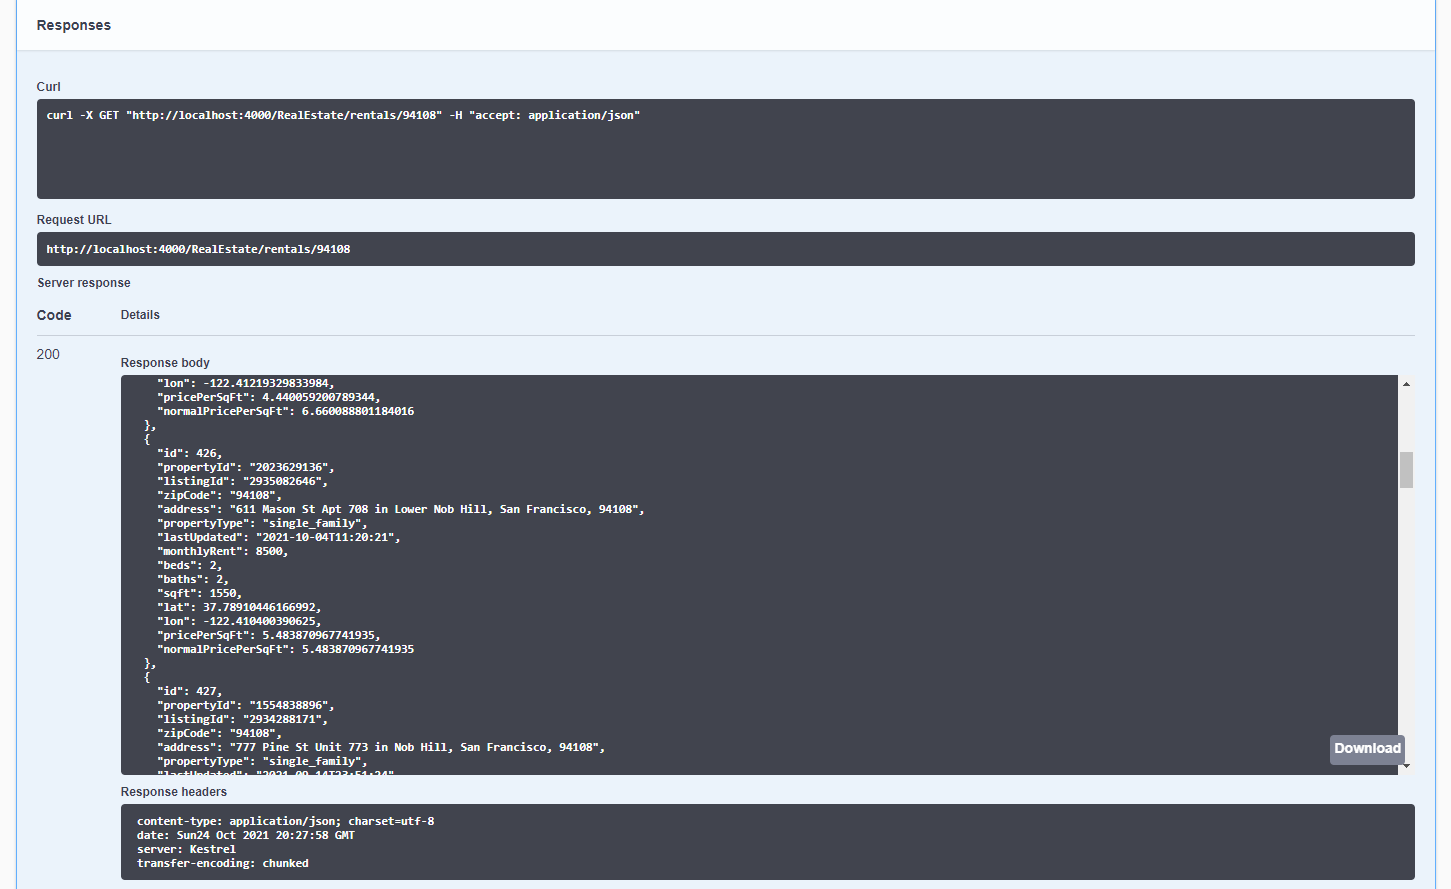 Responses
Curl
curl -X GET "http://localhost:4000/RealEstate/rentals/94108" -H "accept: application/json"
Request URL
http://localhost:4000/RealEstate/rentals/94108
Server response
Code Details
200
Response body
"lon": -122.41219329833984,
"pricePerSqFt": 4.440059200789344,
"normalPricePerSqFt": 6.660088801184016
},
{
"id": 426,
"propertyId": "2023629136",
"listingId": "2935082646",
"zipCode": "94108",
"address": "611 Mason St Apt 708 in Lower Nob Hill, San Francisco, 94108",
"propertyType": "single_family",
"lastUpdated": "2021-10-04T11:20:21",
"monthlyRent": 8500,
"beds": 2,
"baths": 2,
"sqft": 1550,
"lat": 37.78910446166992,
"lon": -122.410400390625,
"pricePerSqFt": 5.483870967741935,
"normalPricePerSqFt": 5.483870967741935
},
{
"id": 427,
"propertyId": "1554838896",
"listingId": "2934288171",
"zipCode": "94108",
"address": "777 Pine St Unit 773 in Nob Hill, San Francisco, 94108",
"propertyType": "single_family",
"lastUpdated": "2021-09-14T23:51:24"
Download
Response headers
content-type: application/json; charset=utf-8
date: Sun24 Oct 2021 20:27:58 GMT
server: Kestrel
transfer-encoding: chunked